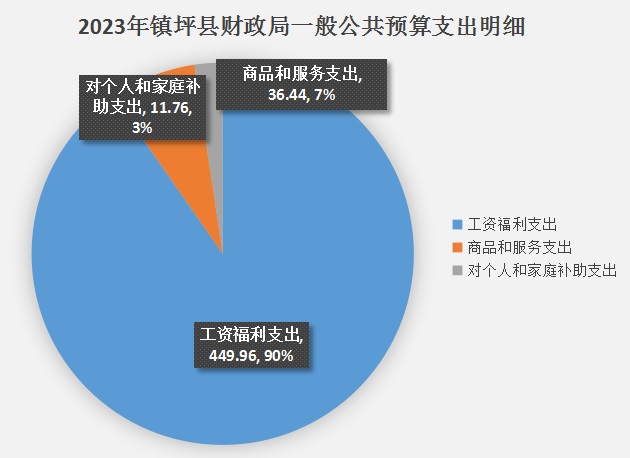 2023年镇坪县财政局一般公共预算支出明细
商品和服务支出,
36.44, 7%
对个人和家庭补
助支出, 11.76,
3%
工资福利支出,
449.96, 90%
工资福利支出
商品和服务支出
对个人和家庭补助支出